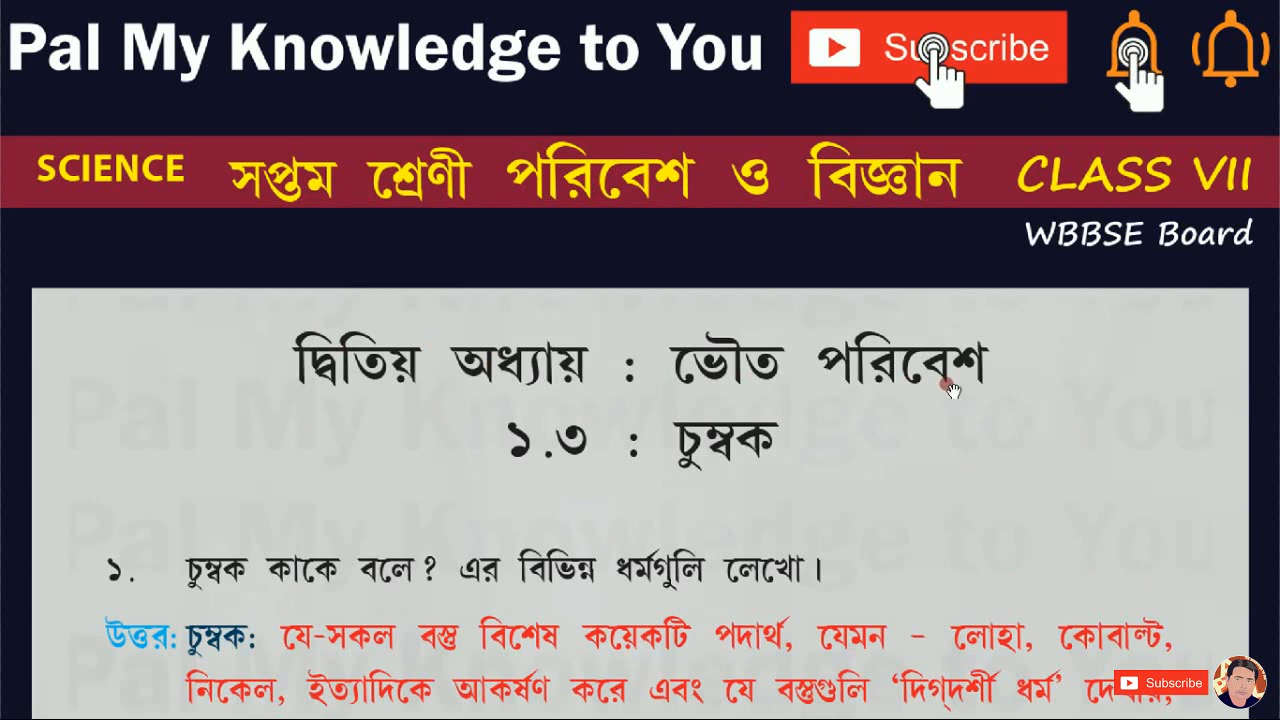 Pal My Knowledge to You Subscribe
SCIENCE সপ্তম শ্রেণী পরিবেশ ও বিজ্ঞান CLASS VII
WBBSE Board
দ্বিতিয় অধ্যায় : ভৌত পরিবেশ
১.৩ : চুম্বক
১. চুম্বক কাকে বলে? এর বিভিন্ন ধর্মগুলি লেখো।
উত্তর: চুম্বক: যে-সকল বস্তু বিশেষ কয়েকটি পদার্থ, যেমন - লোহা, কোবাল্ট,
নিকেল, ইত্যাদিকে আকর্ষণ করে এবং যে বস্তুগুলি ‘দিগ্দর্শী ধর্ম’
Subscribe